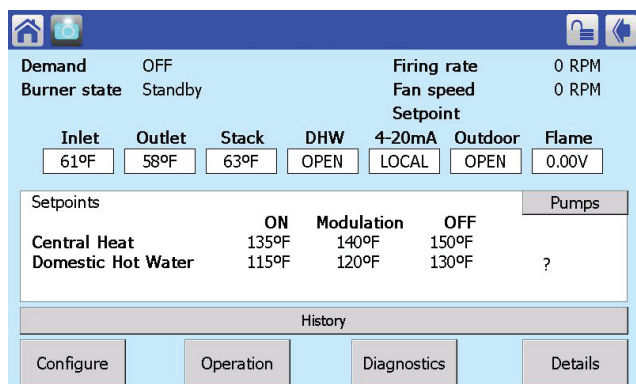 Demand OFF Firing rate 0 RPM
Burner state Standby Fan speed 0 RPM
Setpoint
Inlet Outlet Stack DHW 4-20mA Outdoor Flame
61ºF 58ºF 63ºF OPEN LOCAL OPEN 0.00V
Setpoints Pumps
ON Modulation OFF
Central Heat 135ºF 140ºF 150ºF
Domestic Hot Water 115ºF 120ºF 130ºF ?
History
Configure Operation Diagnostics Details